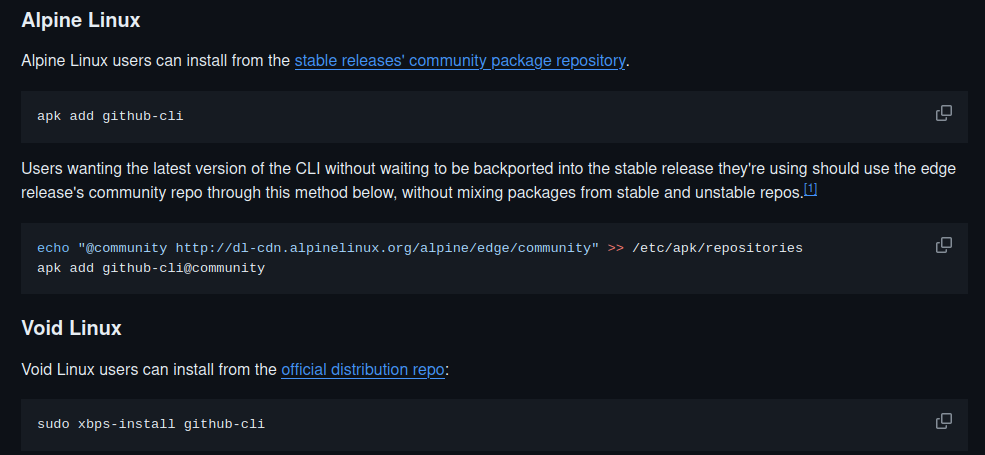 Alpine Linux
Alpine Linux users can install from the stable releases' community package repository.
apk add github-cli
Users wanting the latest version of the CLI without waiting to be backported into the stable release they're using should use the edge
release's community repo through this method below, without mixing packages from stable and unstable repos.[1]
echo "@community http://dl-cdn.alpinelinux.org/alpine/edge/community" >> /etc/apk/repositories
apk add github-cli@community
Void Linux
Void Linux users can install from the official distribution repo:
sudo xbps-install github-cli